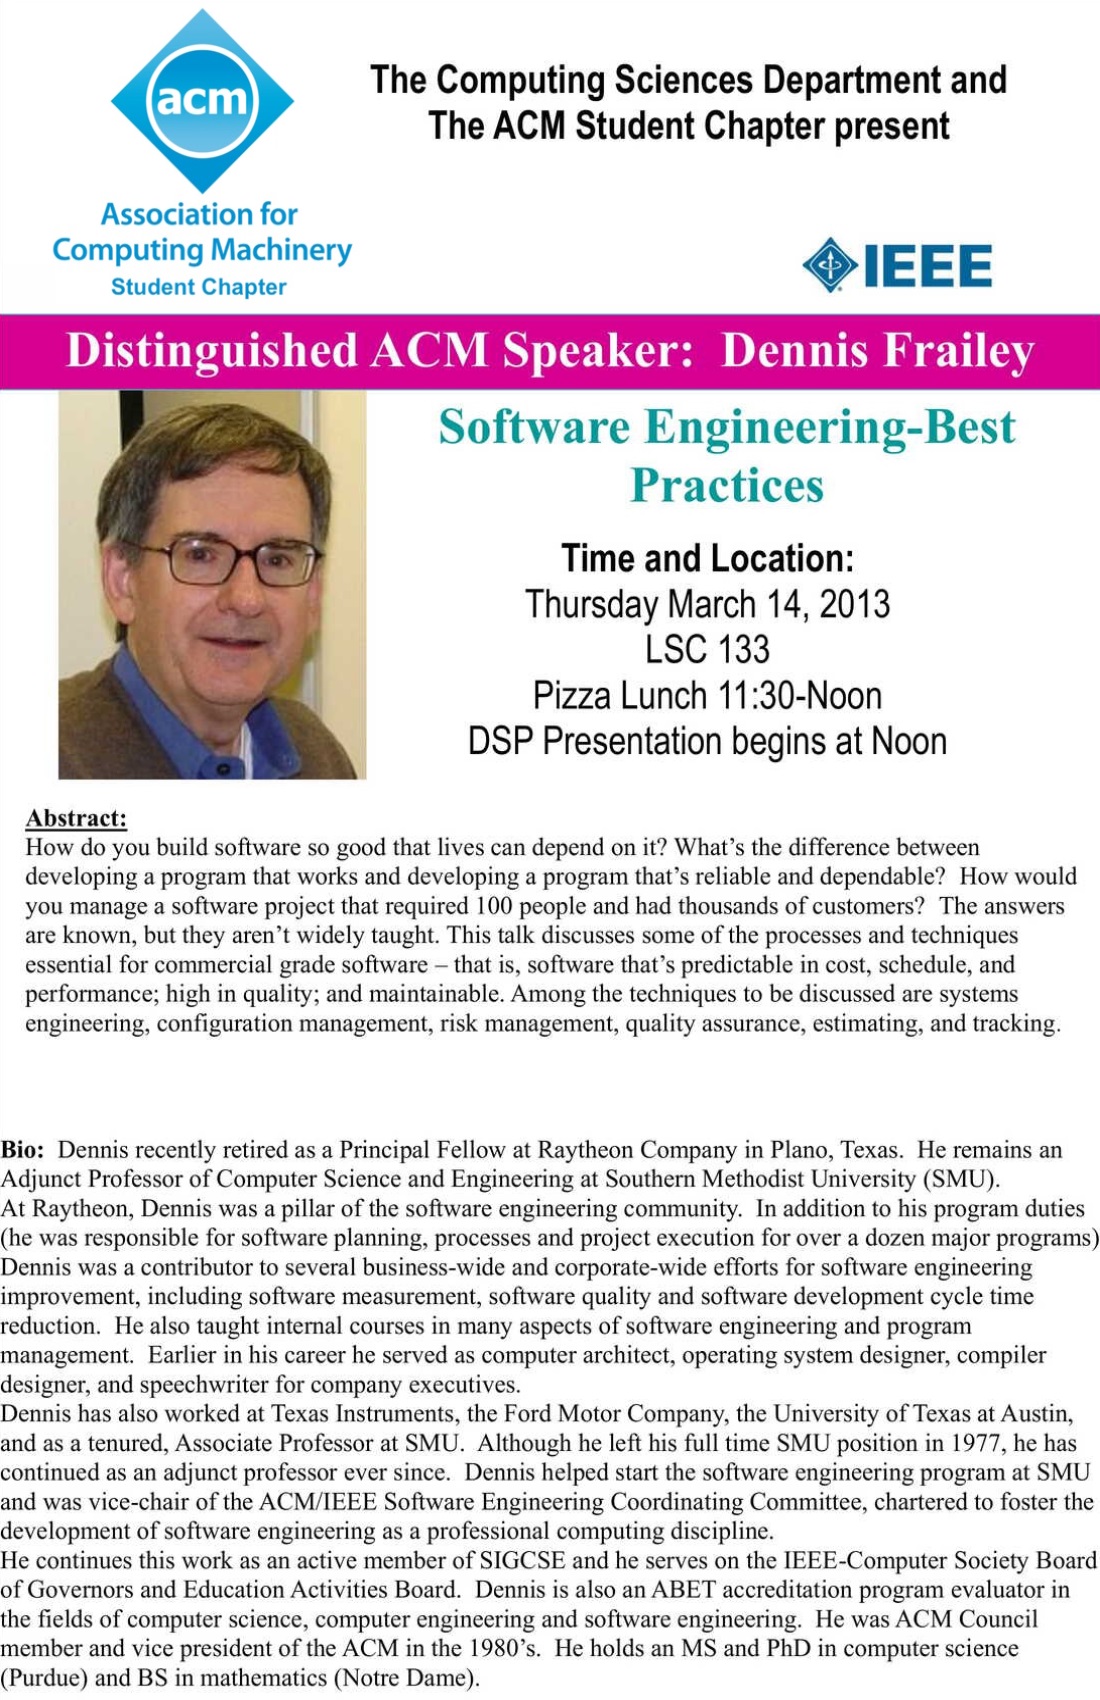 acm
Association for
Computing Machinery
Student Chapter
The Computing Sciences Department and
The ACM Student Chapter present
IEEE
Distinguished ACM Speaker:  Dennis Frailey
Software Engineering-Best
Practices
Time and Location:
Thursday March 14, 2013
LSC 133
Pizza Lunch 11:30-Noon
DSP Presentation begins at Noon
Abstract:
How do you build software so good that lives can depend on it? What’s the difference between
developing a program that works and developing a program that’s reliable and dependable?  How would
you manage a software project that required 100 people and had thousands of customers?  The answers
are known, but they aren’t widely taught. This talk discusses some of the processes and techniques
essential for commercial grade software – that is, software that’s predictable in cost, schedule, and
performance; high in quality; and maintainable. Among the techniques to be discussed are systems
engineering, configuration management, risk management, quality assurance, estimating, and tracking.
Bio:  Dennis recently retired as a Principal Fellow at Raytheon Company in Plano, Texas.  He remains an
Adjunct Professor of Computer Science and Engineering at Southern Methodist University (SMU).
At Raytheon, Dennis was a pillar of the software engineering community.  In addition to his program duties
(he was responsible for software planning, processes and project execution for over a dozen major programs)
Dennis was a contributor to several business-wide and corporate-wide efforts for software engineering
improvement, including software measurement, software quality and software development cycle time
reduction.  He also taught internal courses in many aspects of software engineering and program
management.  Earlier in his career he served as computer architect, operating system designer, compiler
designer, and speechwriter for company executives.
Dennis has also worked at Texas Instruments, the Ford Motor Company, the University of Texas at Austin,
and as a tenured, Associate Professor at SMU.  Although he left his full time SMU position in 1977, he has
continued as an adjunct professor ever since.  Dennis helped start the software engineering program at SMU
and was vice-chair of the ACM/IEEE Software Engineering Coordinating Committee, chartered to foster the
development of software engineering as a professional computing discipline.
He continues this work as an active member of SIGCSE and he serves on the IEEE-Computer Society Board
of Governors and Education Activities Board.  Dennis is also an ABET accreditation program evaluator in
the fields of computer science, computer engineering and software engineering.  He was ACM Council
member and vice president of the ACM in the 1980’s.  He holds an MS and PhD in computer science
(Purdue) and BS in mathematics (Notre Dame).